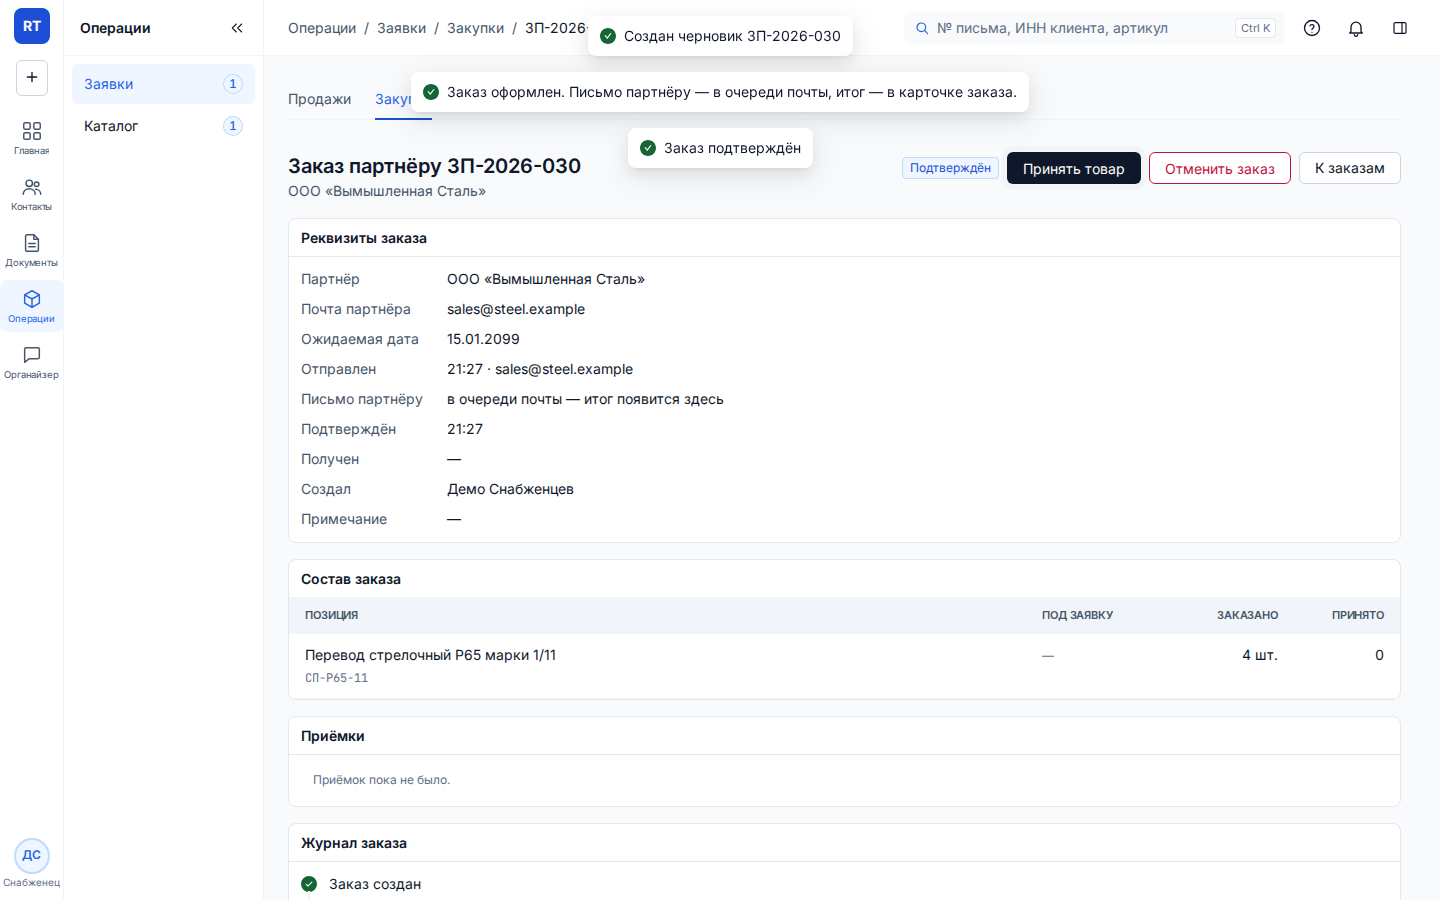 RT
Операции
Операции / Заявки / Закупки / ЗП-2026-
Создан черновик ЗП-2026-030
№ письма, ИНН клиента, артикул
Ctrl K
Заявки
1
Каталог
1
Главная
Контакты
Документы
Операции
Органайзер
ДС
Снабженец
Продажи
Закуп
Заказ оформлен. Письмо партнёру — в очереди почты, итог — в карточке заказа.
Заказ подтверждён
Заказ партнёру ЗП-2026-030
ООО «Вымышленная Сталь»
Подтверждён
Принять товар
Отменить заказ
К заказам
Реквизиты заказа
Партнёр ООО «Вымышленная Сталь»
Почта партнёра sales@steel.example
Ожидаемая дата 15.01.2099
Отправлен 21:27 · sales@steel.example
Письмо партнёру в очереди почты — итог появится здесь
Подтверждён 21:27
Получен —
Создал Демо Снабженцев
Примечание —
Состав заказа
ПОЗИЦИЯ ПОД ЗАЯВКУ ЗАКАЗАНО ПРИНЯТО
Перевод стрелочный Р65 марки 1/11 — 4 шт. 0
СП-Р65-11
Приёмки
Приёмок пока не было.
Журнал заказа
Заказ создан